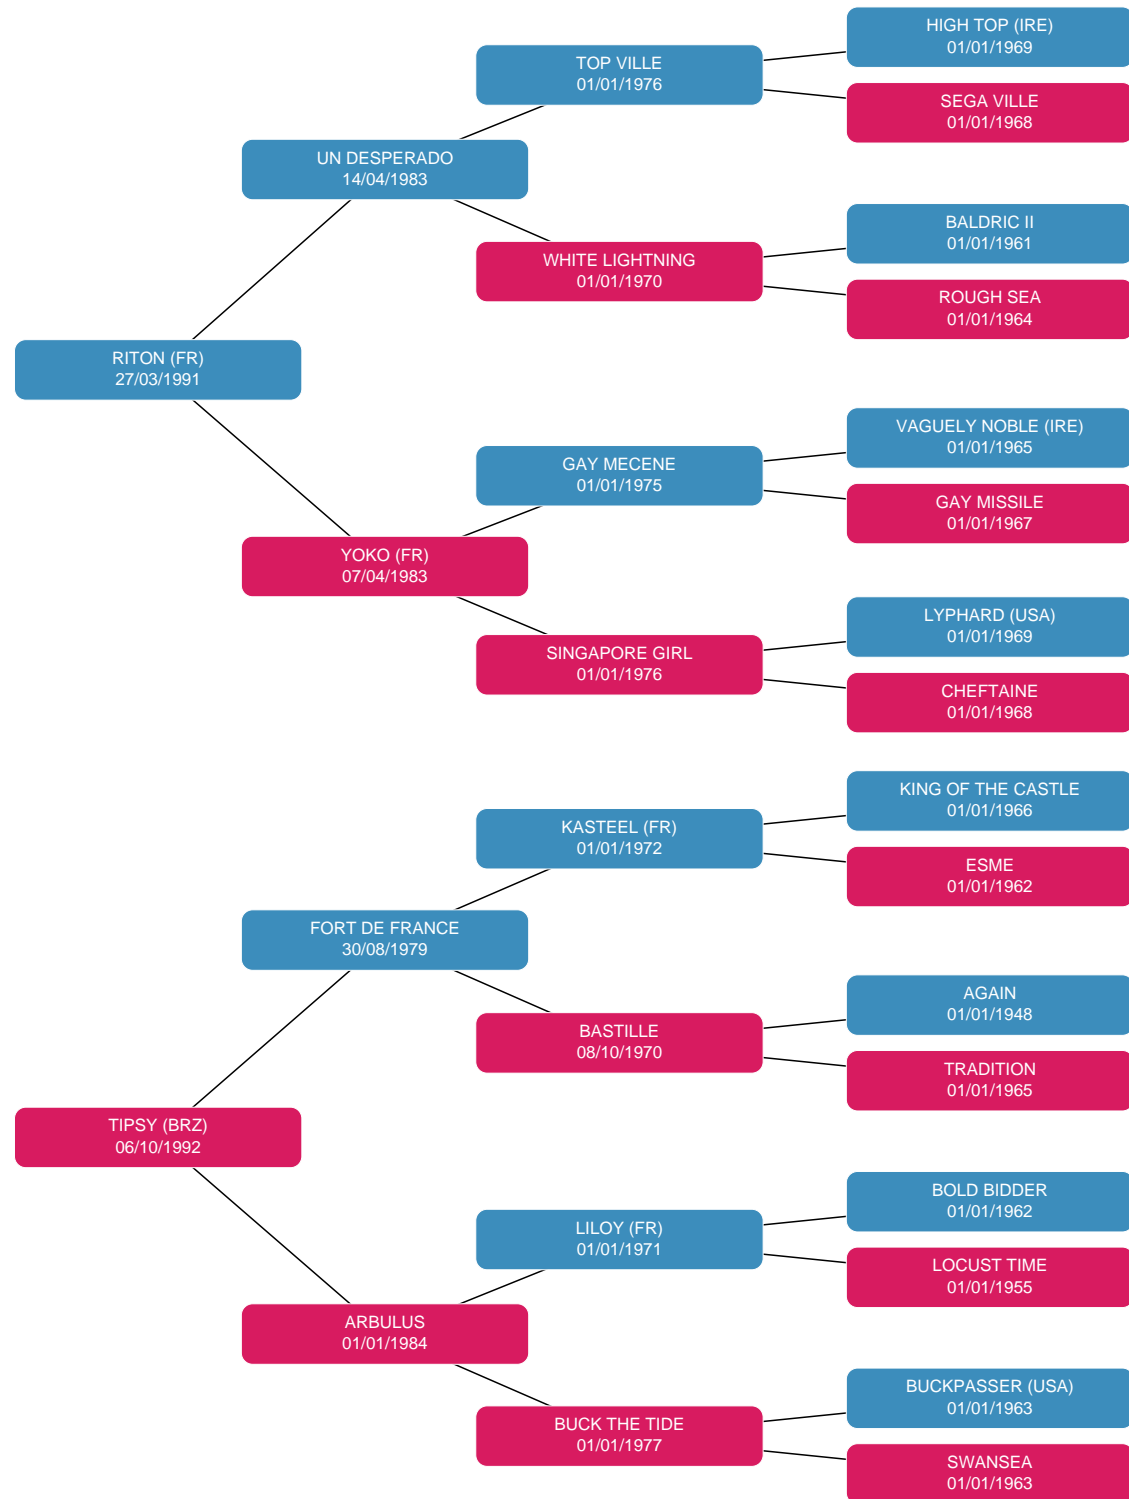 HIGH TOP (IRE)
01/01/1969
TOP VILLE
01/01/1976
SEGA VILLE
01/01/1968
UN DESPERADO
14/04/1983
BALDRIC II
01/01/1961
WHITE LIGHTNING
01/01/1970
ROUGH SEA
01/01/1964
RITON (FR)
27/03/1991
VAGUELY NOBLE (IRE)
01/01/1965
GAY MECENE
01/01/1975
GAY MISSILE
01/01/1967
YOKO (FR)
07/04/1983
LYPHARD (USA)
01/01/1969
SINGAPORE GIRL
01/01/1976
CHEFTAINE
01/01/1968
KING OF THE CASTLE
01/01/1966
KASTEEL (FR)
01/01/1972
ESME
01/01/1962
FORT DE FRANCE
30/08/1979
AGAIN
01/01/1948
BASTILLE
08/10/1970
TRADITION
01/01/1965
TIPSY (BRZ)
06/10/1992
BOLD BIDDER
01/01/1962
LILOY (FR)
01/01/1971
LOCUST TIME
01/01/1955
ARBULUS
01/01/1984
BUCKPASSER (USA)
01/01/1963
BUCK THE TIDE
01/01/1977
SWANSEA
01/01/1963